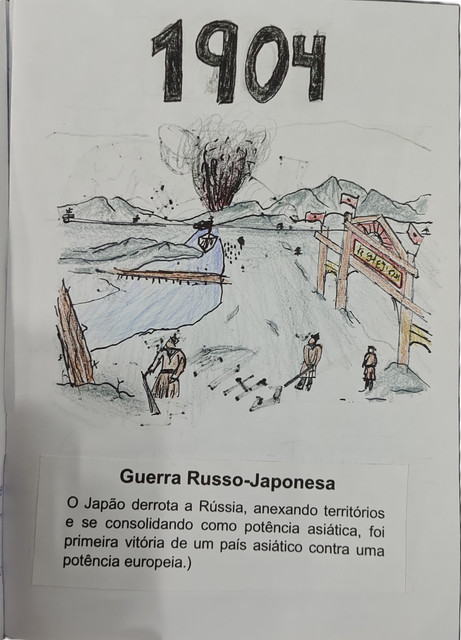 1904
Guerra Russo-Japonesa
O Japão derrota a Rússia, anexando territórios
e se consolidando como potência asiática, foi
primeira vitória de um país asiático contra uma
potência europeia.)